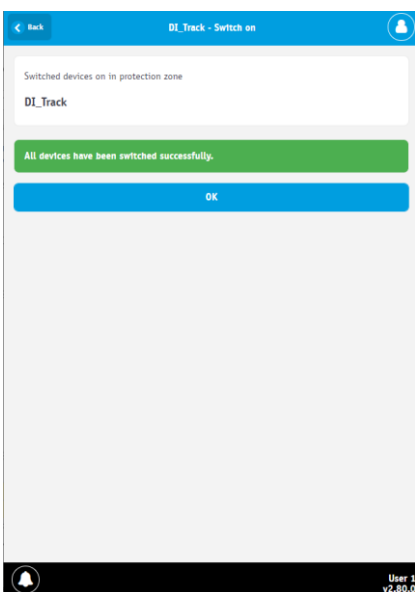 Back
DI_Track - Switch on
Switched devices on in protection zone
DI_Track
All devices have been switched successfully.
OK
User 1
v2.80.0